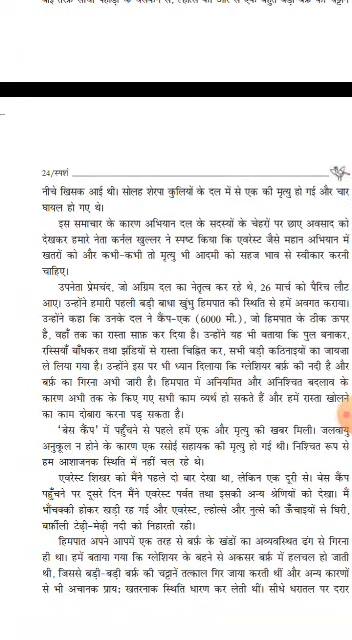 24/स्पर्श
नीचे खिसक आई थी। सोलह शेरपा कुलियों के दल में से एक की मृत्यु हो गई और चार
घायल हो गए थे।
इस समाचार के कारण अभियान दल के सदस्यों के चेहरों पर छाए अवसाद को
देखकर हमारे नेता कर्नल खुल्लर ने स्पष्ट किया कि एवरेस्ट जैसे महान अभियान में
खतरों को और कभी-कभी तो मृत्यु भी आदमी को सहज भाव से स्वीकार करनी
चाहिए।
उपनेता प्रेमचंद, जो अग्रिम दल का नेतृत्व कर रहे थे, 26 मार्च को पैरिच लौट
आए। उन्होंने हमारी पहली बड़ी बाधा खुंभु हिमपात की स्थिति से हमें अवगत कराया।
उन्होंने कहा कि उनके दल ने कैंप-एक (6000 मी.), जो हिमपात के ठीक ऊपर
है, वहाँ तक का रास्ता साफ़ कर दिया है। उन्होंने यह भी बताया कि पुल बनाकर,
रस्सियाँ बाँधकर तथा झंडियों से रास्ता चिह्नित कर, सभी बड़ी कठिनाइयों का जायज़ा
ले लिया गया है। उन्होंने इस पर भी ध्यान दिलाया कि ग्लेशियर बर्फ़ की नदी है और
बर्फ़ का गिरना अभी जारी है। हिमपात में अनियमित और अनिश्चित बदलाव के
कारण अभी तक के किए गए सभी काम व्यर्थ हो सकते हैं और हमें रास्ता खोलने
का काम दोबारा करना पड़ सकता है।
'बेस कैंप' में पहुँचने से पहले हमें एक और मृत्यु की खबर मिली। जलवायु
अनुकूल न होने के कारण एक रसोई सहायक की मृत्यु हो गई थी। निश्चित रूप से
हम आशाजनक स्थिति में नहीं चल रहे थे।
एवरेस्ट शिखर को मैंने पहले दो बार देखा था, लेकिन एक दूरी से। बेस कैंप
पहुँचने पर दूसरे दिन मैंने एवरेस्ट पर्वत तथा इसकी अन्य श्रेणियों को देखा। मैं
भौंचक्की होकर खड़ी रह गई और एवरेस्ट, ल्होत्से और नुत्से की ऊँचाइयों से घिरी,
बर्फ़ीली टेढ़ी-मेढ़ी नदी को निहारती रही।
हिमपात अपने आपमें एक तरह से बर्फ़ के खंडों का अव्यवस्थित ढंग से गिरना
ही था। हमें बताया गया कि ग्लेशियर के बहने से अकसर बर्फ़ में हलचल हो जाती
थी, जिससे बड़ी-बड़ी बर्फ़ की चट्टानें तत्काल गिर जाया करती थीं और अन्य कारणों
से भी अचानक प्राय: खतरनाक स्थिति धारण कर लेती थीं। सीधे धरातल पर दरार